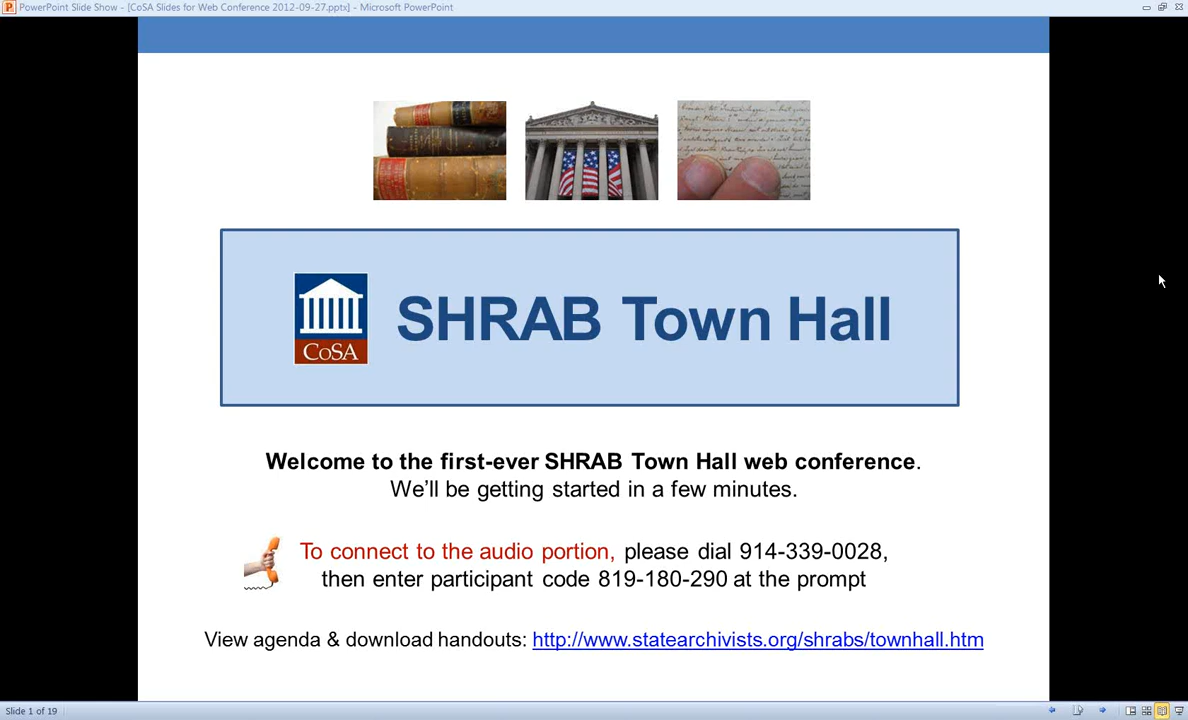 PowerPoint Slide Show - [CoSA Slides for Web Conference 2012-09-27.pptx] - Microsoft PowerPoint
CoSA
SHRAB Town Hall
Welcome to the first-ever SHRAB Town Hall web conference.
We’ll be getting started in a few minutes.
To connect to the audio portion, please dial 914-339-0028,
then enter participant code 819-180-290 at the prompt
View agenda & download handouts: http://www.statearchivists.org/shrabs/townhall.htm
Slide 1 of 19